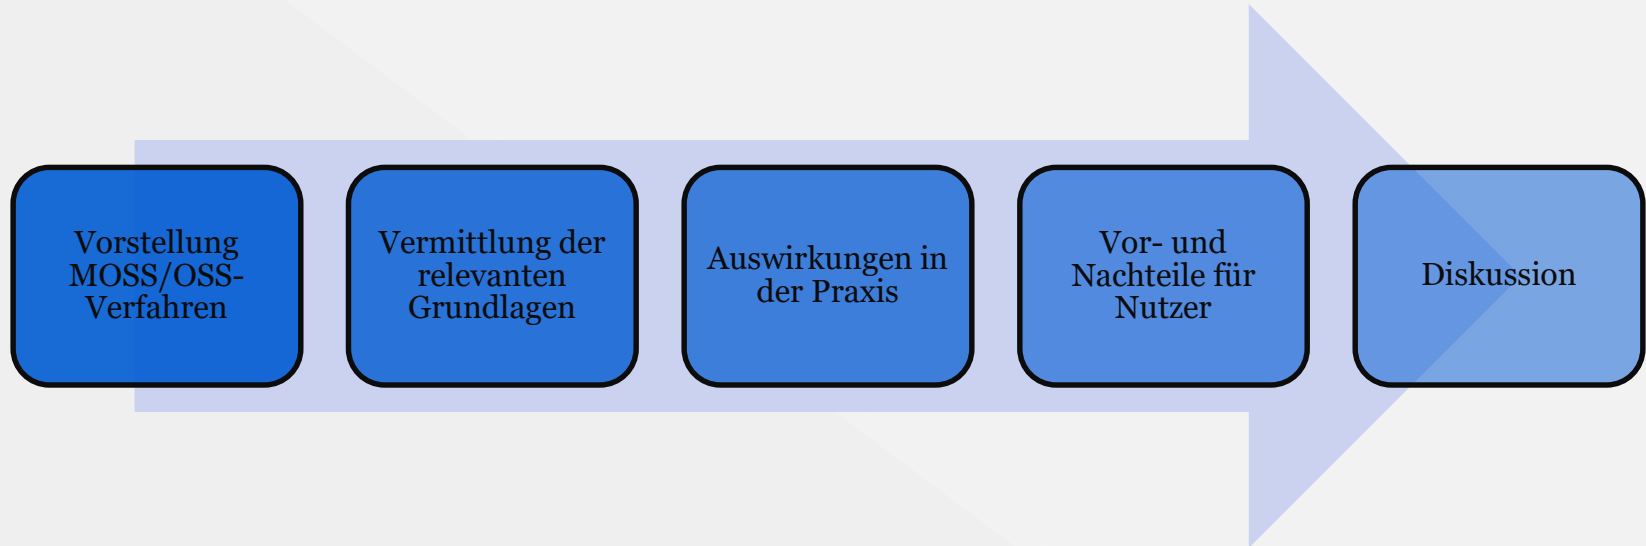 Vorstellung
MOSS/OSS-
Verfahren
Vermittlung der
relevanten
Grundlagen
Auswirkungen in
der Praxis
Vor- und
Nachteile für
Nutzer
Diskussion